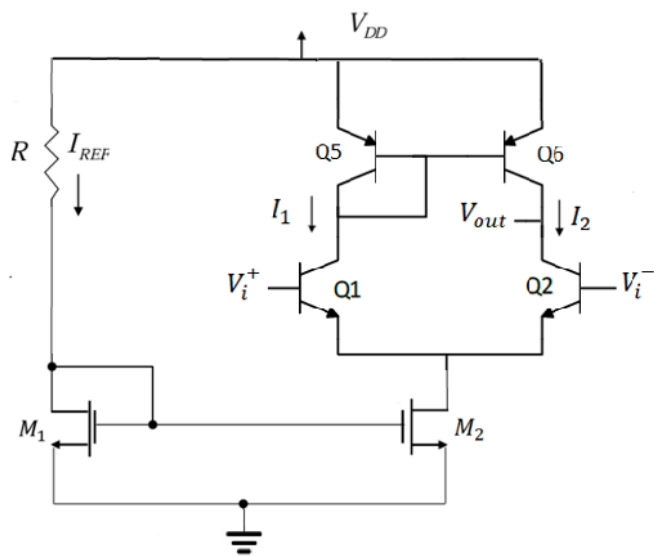 V_DD
R
I_REF
Q5
Q6
I_1
V_out
I_2
V_i^+
Q1
Q2
V_i^-
M_1
M_2